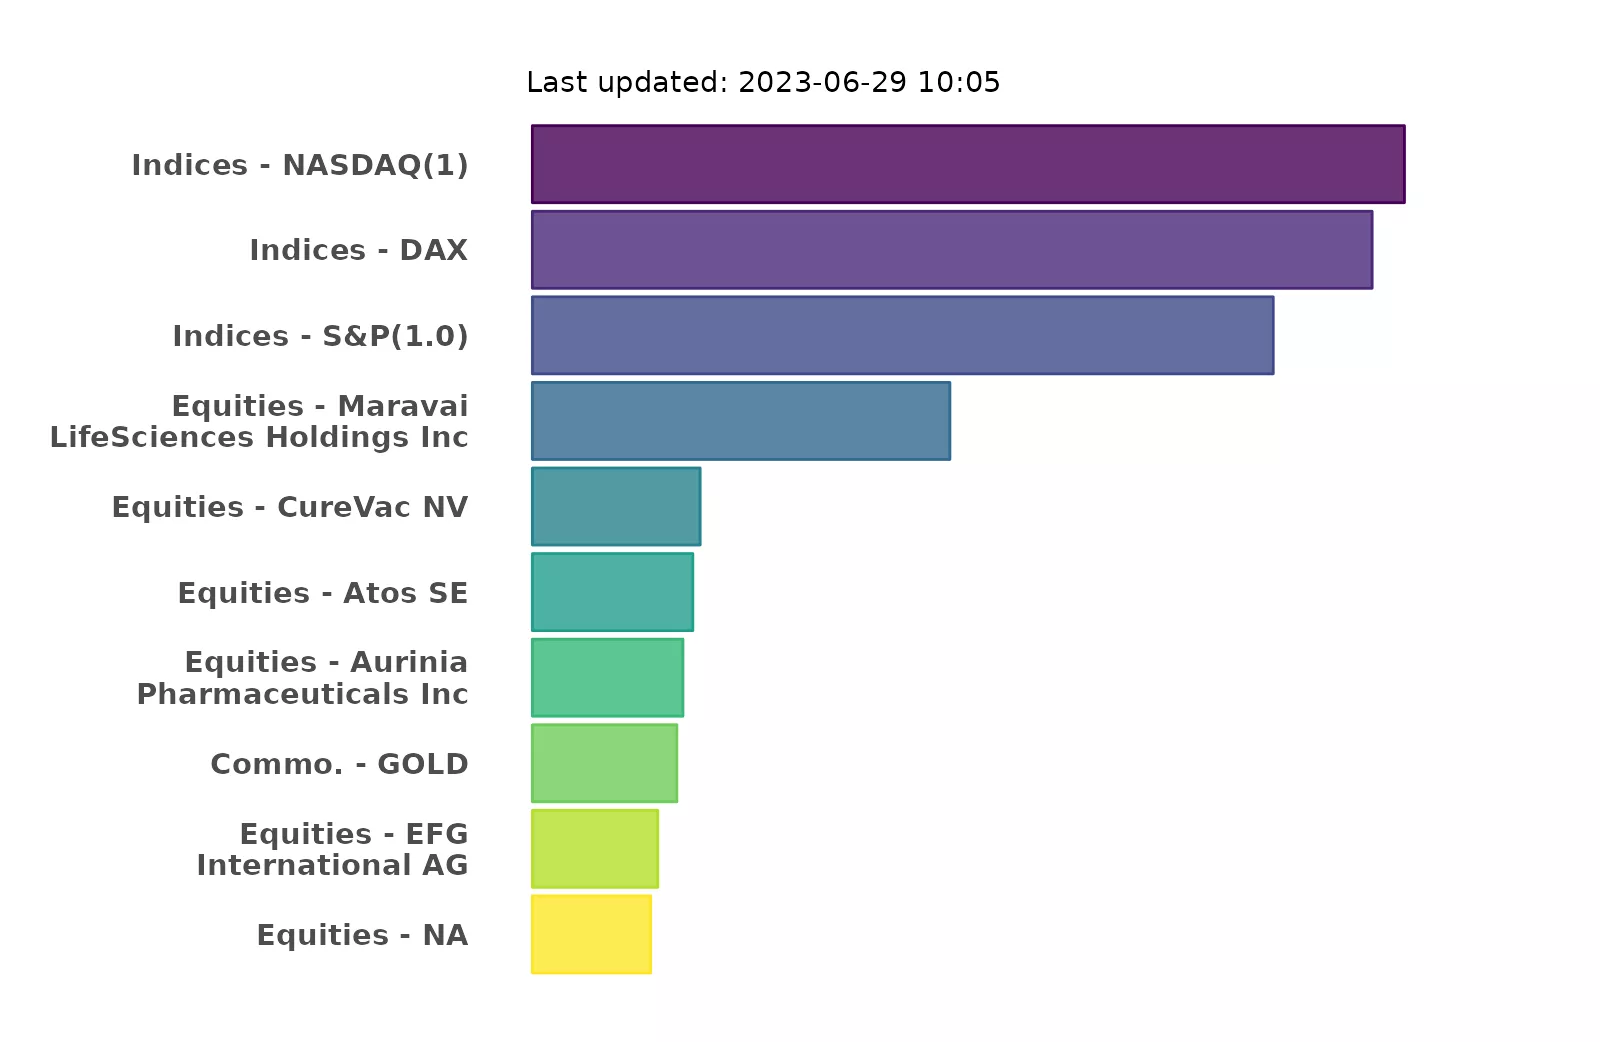 Last updated: 2023-06-29 10:05
Indices - NASDAQ(1)
Indices - DAX
Indices - S&P(1.0)
Equities - Maravai
LifeSciences Holdings Inc
Equities - CureVac NV
Equities - Atos SE
Equities - Aurinia
Pharmaceuticals Inc
Commo. - GOLD
Equities - EFG
International AG
Equities - NA